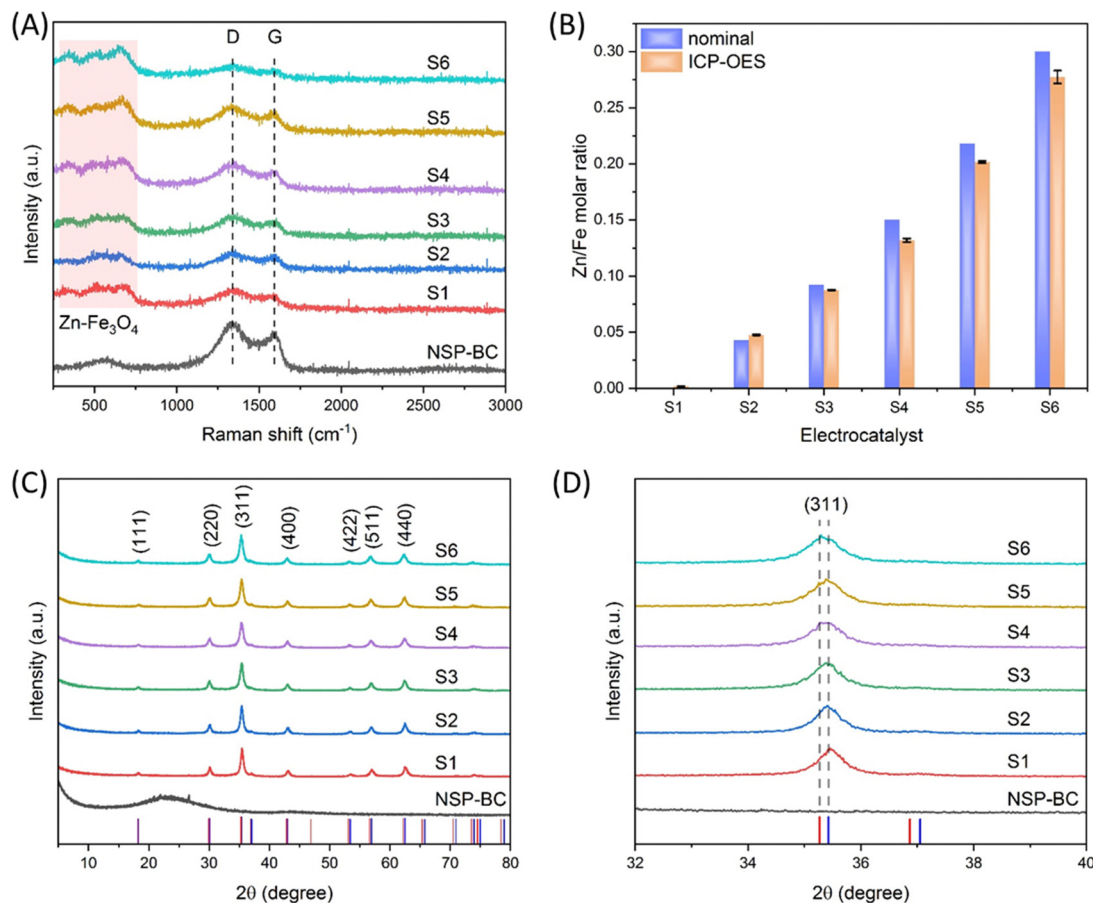 (A)
D
G
S6
S5
S4
S3
S2
S1
Zn-Fe₃O₄
NSP-BC
Intensity (a.u.)
500 1000 1500 2000 2500 3000
Raman shift (cm⁻¹)
(B)
nominal
ICP-OES
Zn/Fe molar ratio
0.30
0.25
0.20
0.15
0.10
0.05
0.00
S1 S2 S3 S4 S5 S6
Electrocatalyst
(C)
(111) (220) (311) (400) (422) (511) (440)
S6
S5
S4
S3
S2
S1
NSP-BC
Intensity (a.u.)
10 20 30 40 50 60 70 80
2θ (degree)
(D)
(311)
S6
S5
S4
S3
S2
S1
NSP-BC
Intensity (a.u.)
32 34 36 38 40
2θ (degree)